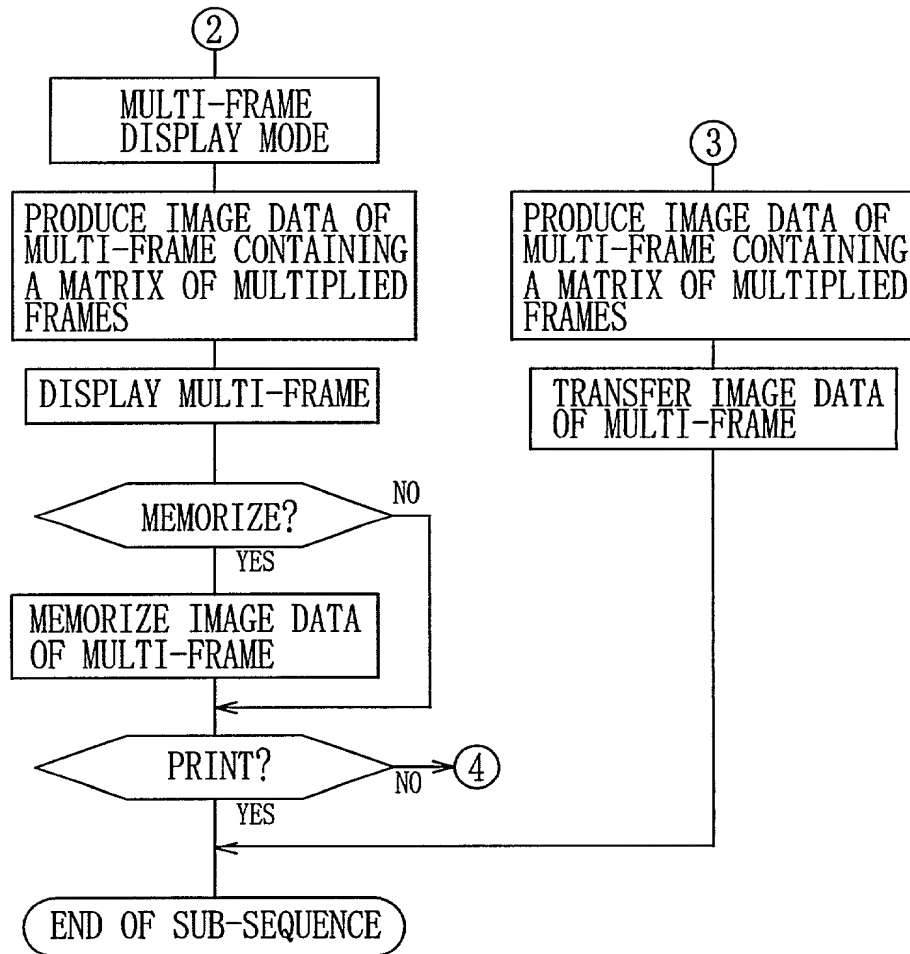 2
MULTI-FRAME
DISPLAY MODE
PRODUCE IMAGE DATA OF
MULTI-FRAME CONTAINING
A MATRIX OF MULTIPLIED
FRAMES
DISPLAY MULTI-FRAME
MEMORIZE?
NO
YES
MEMORIZE IMAGE DATA
OF MULTI-FRAME
PRINT?
NO
4
YES
END OF SUB-SEQUENCE
3
PRODUCE IMAGE DATA OF
MULTI-FRAME CONTAINING
A MATRIX OF MULTIPLIED
FRAMES
TRANSFER IMAGE DATA
OF MULTI-FRAME